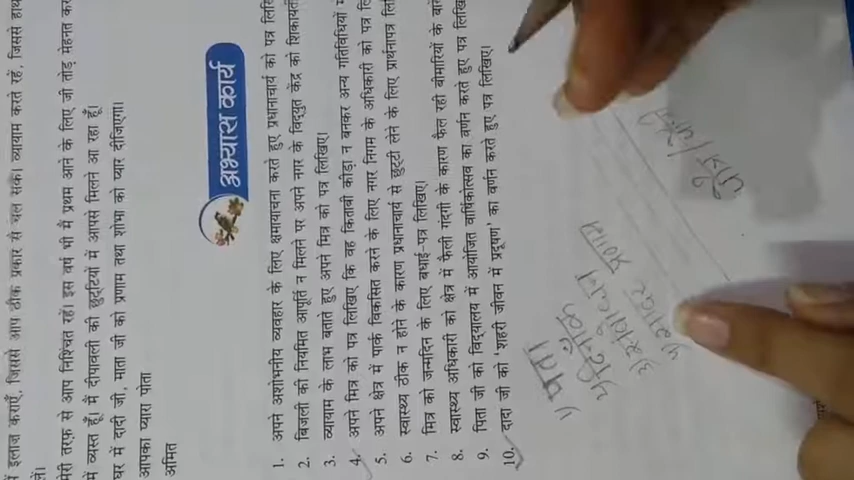 में इलाज कराएँ, जिससे आप ठीक प्रकार से चल सकें। व्यायाम करते रहें, जिससे हाथ
लें।
मेरी तरफ़ से आप निश्चिंत रहें। इस वर्ष भी मैं प्रथम आने के लिए जी तोड़ मेहनत कर
में व्यस्त हूँ। मैं दीपावली की छुट्टियों में आपसे मिलने आ रहा हूँ।
घर में दादी जी, माता जी को प्रणाम तथा शोभा को प्यार दीजिएगा।
आपका प्यारा पोता
अमित
अभ्यास कार्य
1. अपने अशोभनीय व्यवहार के लिए क्षमायाचना करते हुए प्रधानाचार्य को पत्र लिखि
2. बिजली की नियमित आपूर्ति न मिलने पर अपने नगर के विद्युत केंद्र को शिकायती
3. व्यायाम के लाभ बताते हुए अपने मित्र को पत्र लिखिए।
4. अपने मित्र को पत्र लिखिए कि वह किताबी कीड़ा न बनकर अन्य गतिविधियों में
5. अपने क्षेत्र में पार्क विकसित करने के लिए नगर निगम के अधिकारी को पत्र लि
6. स्वास्थ्य ठीक न होने के कारण प्रधानाचार्य से छुट्टी लेने के लिए प्रार्थनापत्र लि
7. मित्र को जन्मदिन के लिए बधाई-पत्र लिखिए।
8. स्वास्थ्य अधिकारी को क्षेत्र में फैली गंदगी के कारण फैल रही बीमारियों के बारे
9. पिता जी को विद्यालय में आयोजित वार्षिकोत्सव का वर्णन करते हुए पत्र लिखि
10. दादा जी को 'शहरी जीवन में प्रदूषण' का वर्णन करते हुए पत्र लिखिए।
पता
दिनांक
संबोधन
सादर प्रणाम